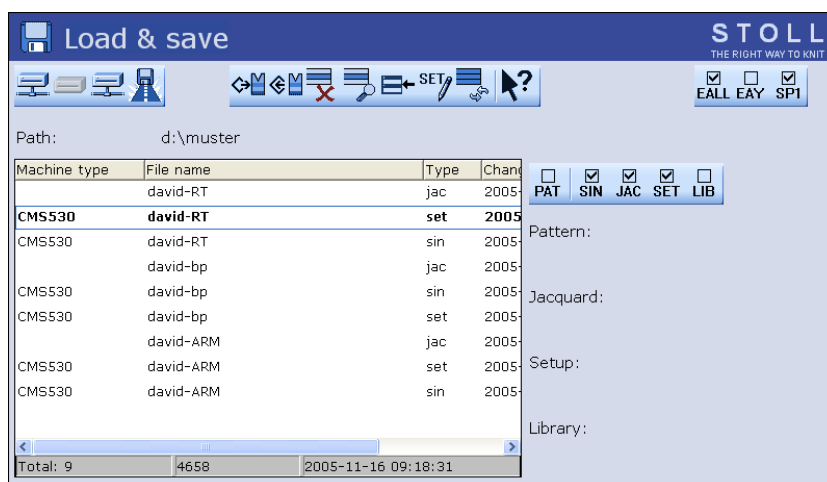 Load & save
STOLL
THE RIGHT WAY TO KNIT
SET
?
EALL EAY SP1
Path: d:\muster
Machine type File name Type Chang
david-RT jac 2005-
CMS530 david-RT set 2005
CMS530 david-RT sin 2005-
david-bp jac 2005-
CMS530 david-bp sin 2005-
CMS530 david-bp set 2005-
david-ARM jac 2005-
CMS530 david-ARM set 2005-
CMS530 david-ARM sin 2005-
Total: 9 4658 2005-11-16 09:18:31
PAT SIN JAC SET LIB
Pattern:
Jacquard:
Setup:
Library: